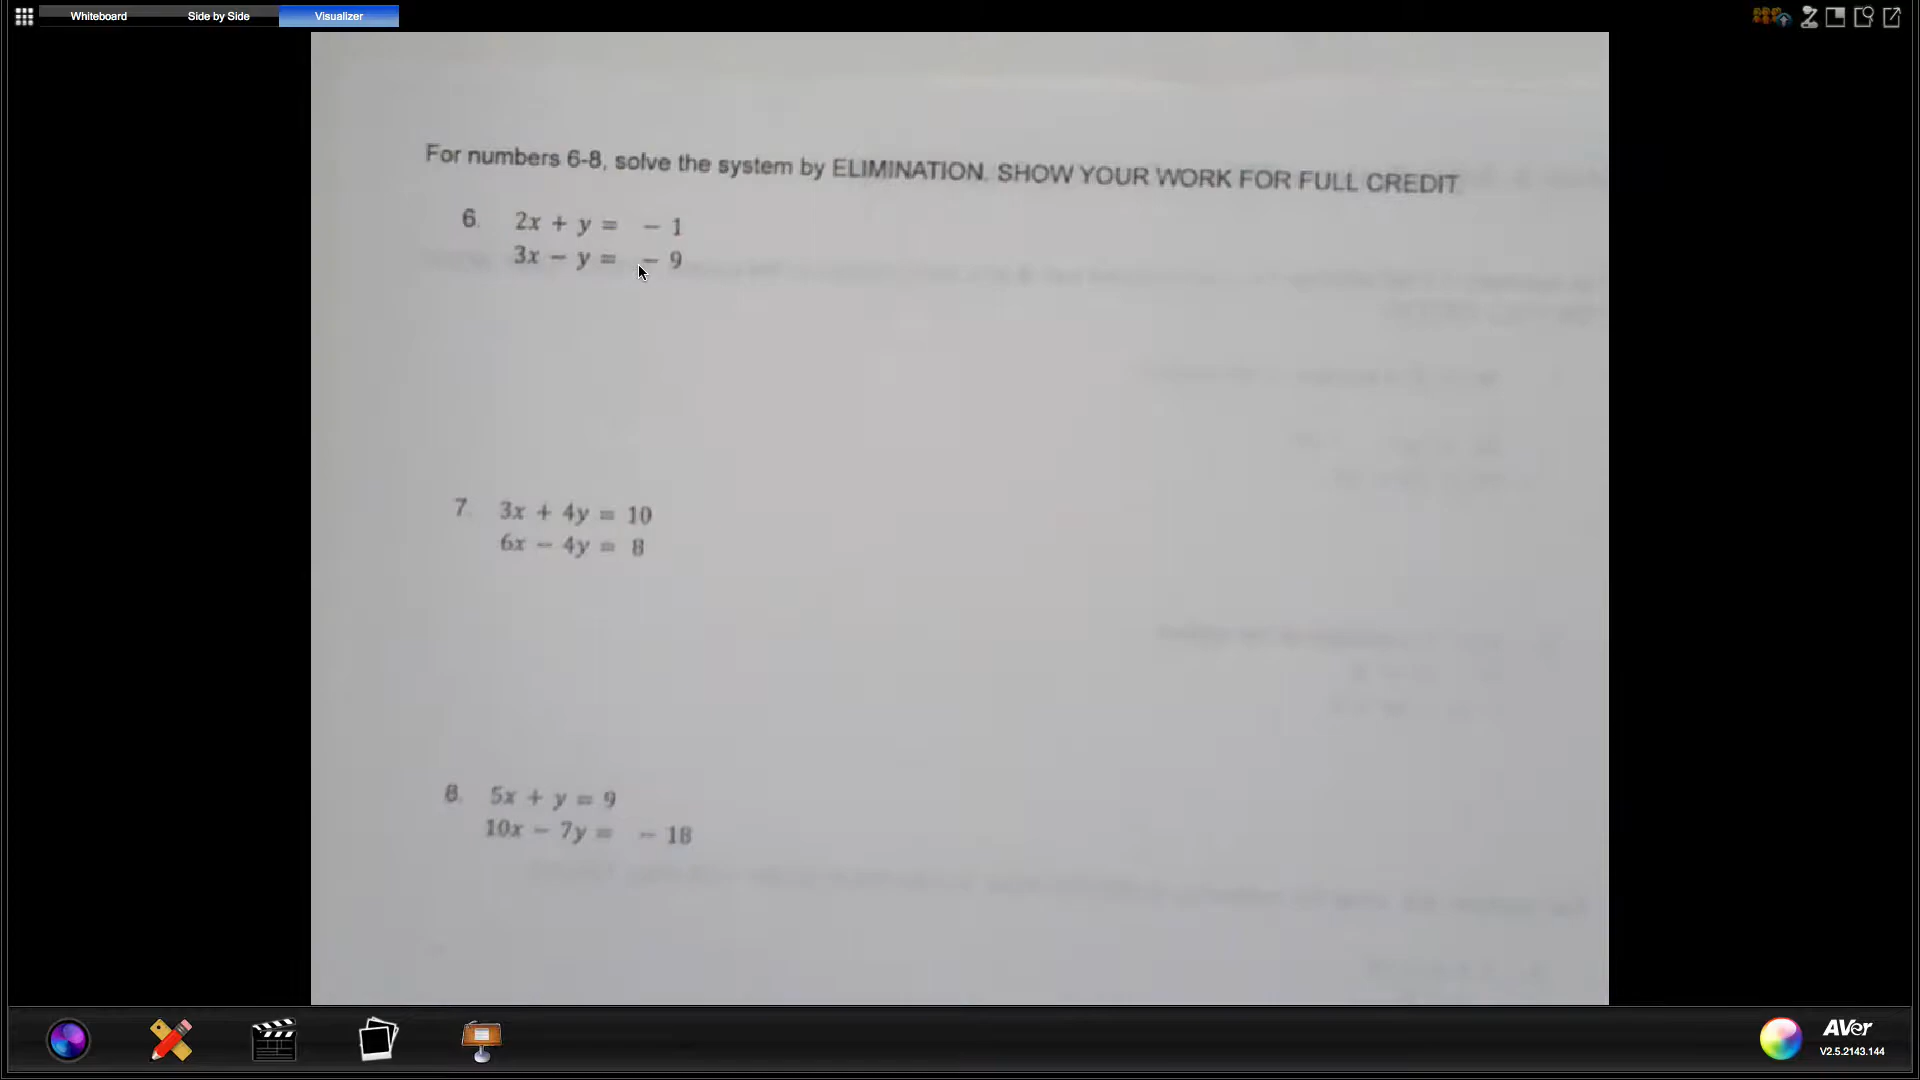 Whiteboard
Side by Side
Visualizer
For numbers 6-8, solve the system by ELIMINATION. SHOW YOUR WORK FOR FULL CREDIT.
6. 2x + y = - 1
3x - y = - 9
7. 3x + 4y = 10
6x - 4y = 8
8. 5x + y = 9
10x - 7y = - 18
AVer
V2.5.2143.144